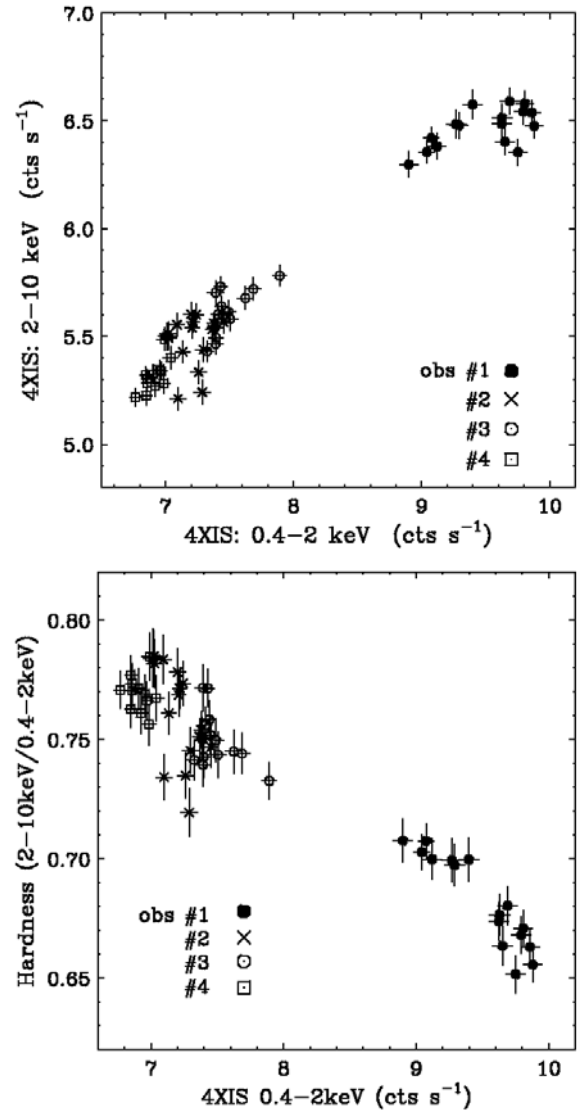 7.0
6.5
6.0
5.5
5.0
4XIS: 2−10 keV (cts s⁻¹)
obs #1
#2
#3
#4
7 8 9 10
4XIS: 0.4−2 keV (cts s⁻¹)
0.80
0.75
0.70
0.65
Hardness (2−10keV/0.4−2keV)
obs #1
#2
#3
#4
7 8 9 10
4XIS 0.4−2keV (cts s⁻¹)